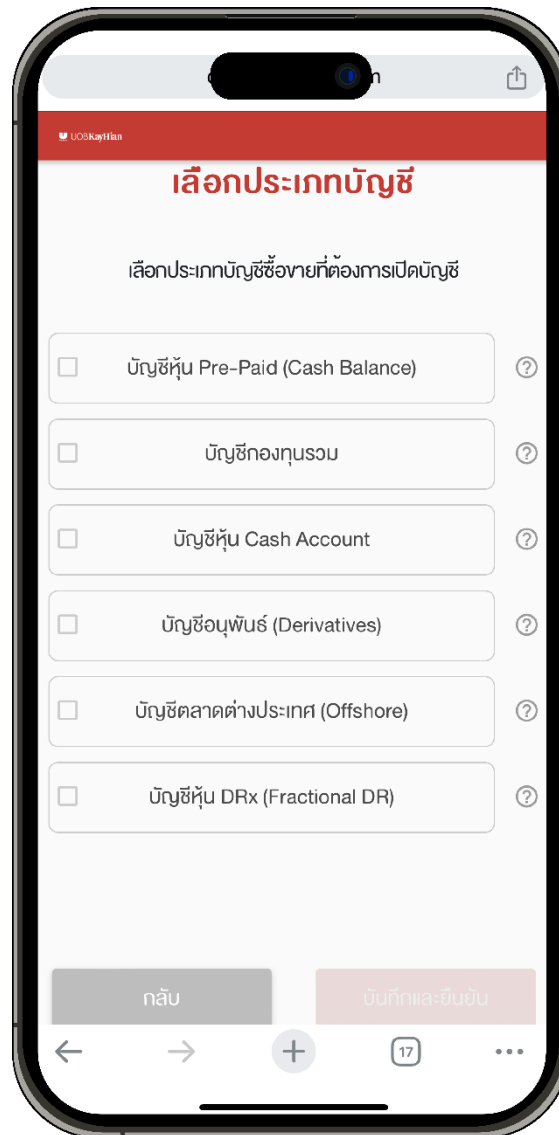 UOBKayHian
เลือกประเภทบัญชี
เลือกประเภทบัญชีซื้อขายที่ต้องการเปิดบัญชี
บัญชีหุ้น Pre-Paid (Cash Balance)
?
บัญชีกองทุนรวม
?
บัญชีหุ้น Cash Account
?
บัญชีอนุพันธ์ (Derivatives)
?
บัญชีตลาดต่างประเทศ (Offshore)
?
บัญชีหุ้น DRx (Fractional DR)
?
กลับ
บันทึกและยืนยัน
17